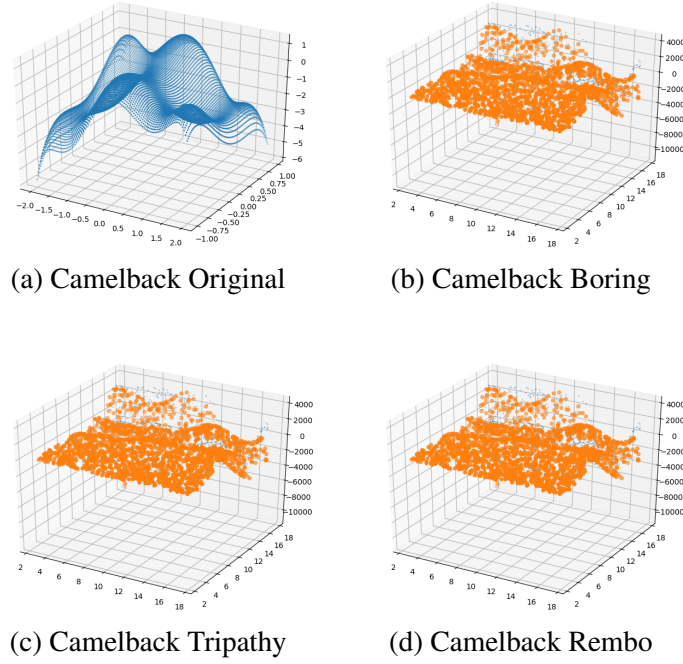 1
0
−1
−2
−3
−4
−5
−6
−2.0 −1.5 −1.0 −0.5 0.0 0.5 1.0 1.5 2.0
−1.00 −0.75 −0.50 −0.25 0.00 0.25 0.50 0.75 1.00
(a) Camelback Original
4000
2000
0
−2000
−4000
−6000
−8000
−10000
2 4 6 8 10 12 14 16 18
2 4 6 8 10 12 14 16 18
(b) Camelback Boring
4000
2000
0
−2000
−4000
−6000
−8000
−10000
2 4 6 8 10 12 14 16 18
2 4 6 8 10 12 14 16 18
(c) Camelback Tripathy
4000
2000
0
−2000
−4000
−6000
−8000
−10000
2 4 6 8 10 12 14 16 18
2 4 6 8 10 12 14 16 18
(d) Camelback Rembo